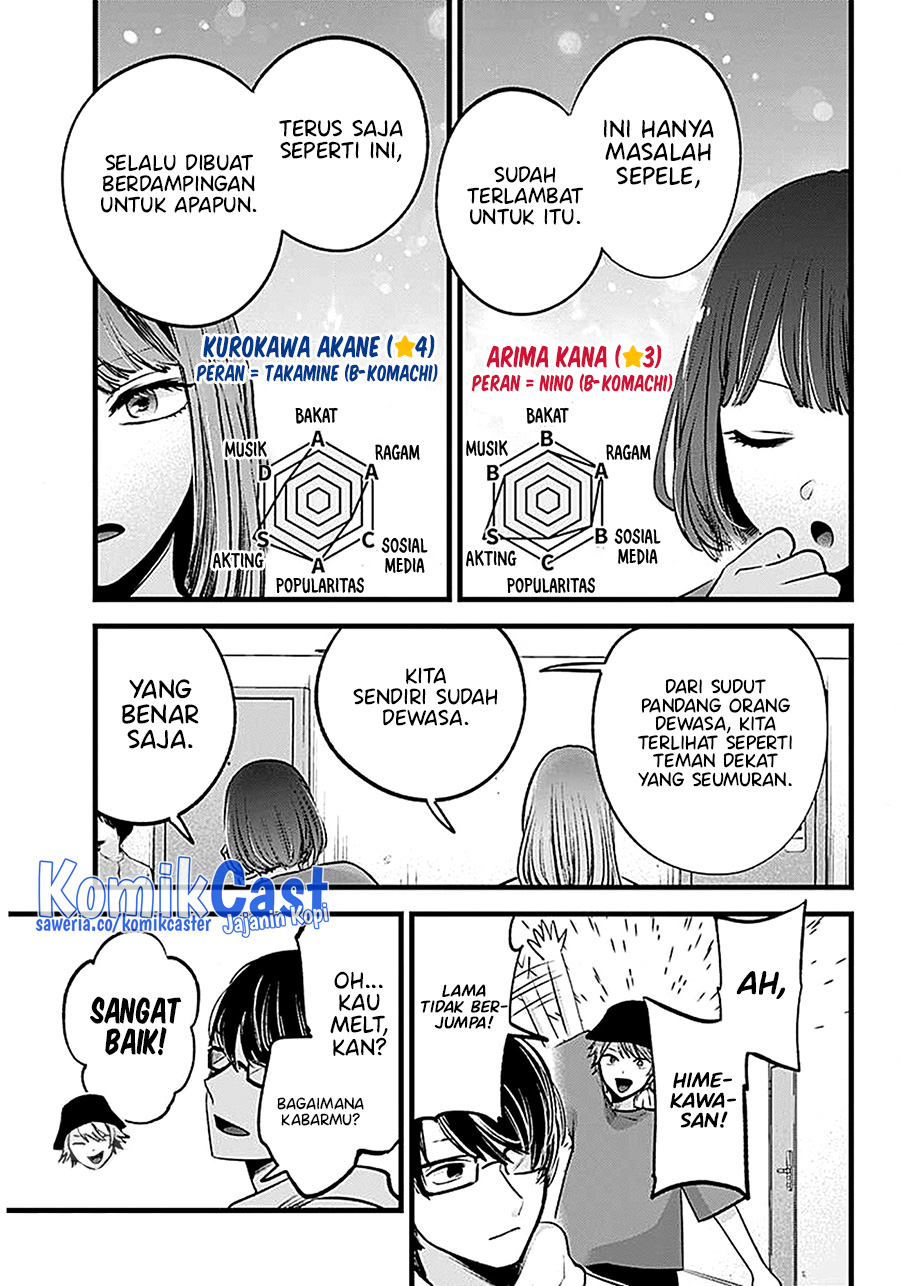 INI HANYA
MASALAH
SEPELE,
SUDAH
TERLAMBAT
UNTUK ITU.
ARIMA KANA (⭐3)
PERAN = NINO (B-KOMACHI)
BAKAT
B
MUSIK
B
RAGAM
A
S
AKTING
B
SOSIAL
MEDIA
C
POPULARITAS
TERUS SAJA
SEPERTI INI,
SELALU DIBUAT
BERDAMPINGAN
UNTUK APAPUN.
KUROKAWA AKANE (⭐4)
PERAN = TAKAMINE (B-KOMACHI)
BAKAT
A
MUSIK
D
RAGAM
A
S
AKTING
C
SOSIAL
MEDIA
A
POPULARITAS
DARI SUDUT
PANDANG ORANG
DEWASA, KITA
TERLIHAT SEPERTI
TEMAN DEKAT
YANG SEUMURAN.
KITA
SENDIRI SUDAH
DEWASA.
YANG
BENAR
SAJA.
KomikCast
saweria.co/komikcaster
Jajanin Kopi
AH,
HIME-
KAWA-
SAN!
LAMA
TIDAK BER-
JUMPA!
OH...
KAU
MELT,
KAN?
BAGAIMANA
KABARMU?
SANGAT
BAIK!